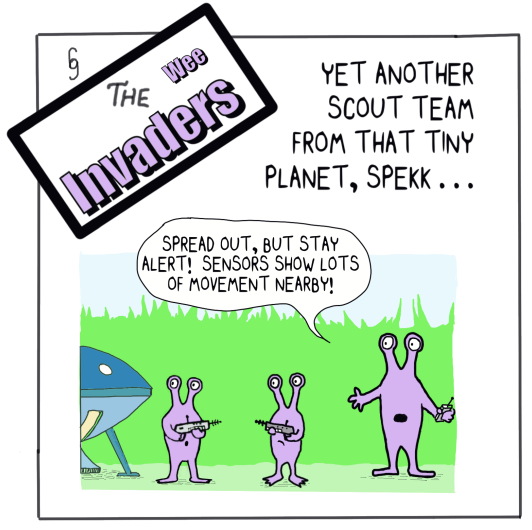 THE
Wee
Invaders
YET ANOTHER
SCOUT TEAM
FROM THAT TINY
PLANET, SPEKK...
SPREAD OUT, BUT STAY
ALERT! SENSORS SHOW LOTS
OF MOVEMENT NEARBY!